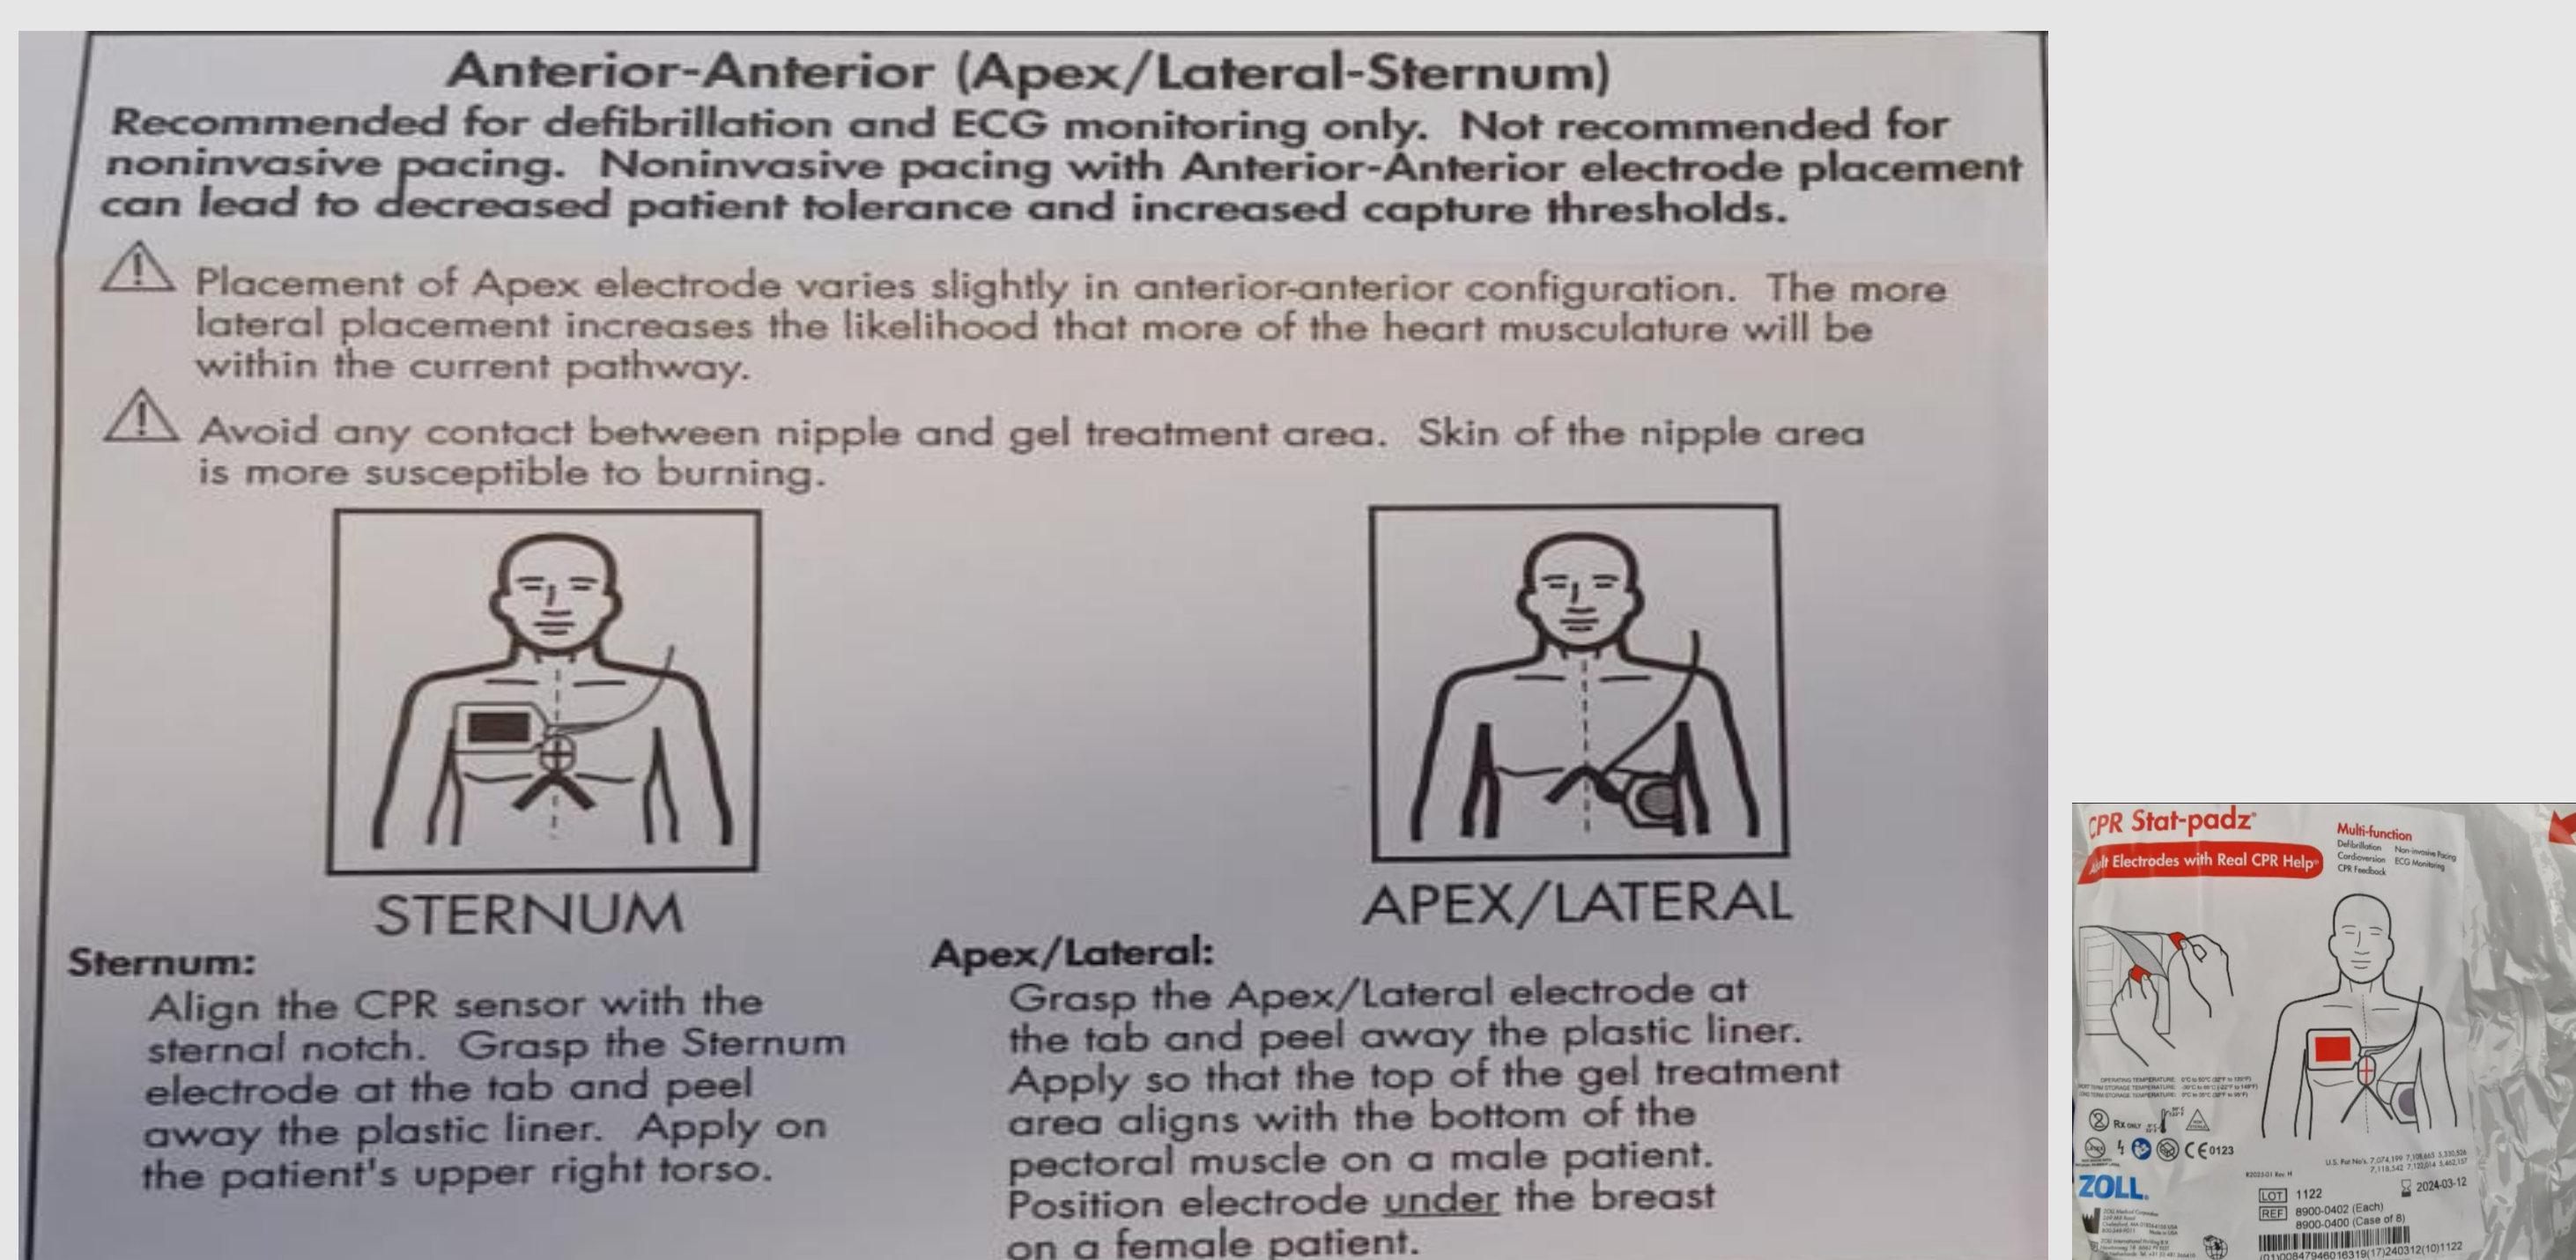 Anterior-Anterior (Apex/Lateral-Sternum)
Recommended for defibrillation and ECG monitoring only. Not recommended for
noninvasive pacing. Noninvasive pacing with Anterior-Anterior electrode placement
can lead to decreased patient tolerance and increased capture thresholds.
Placement of Apex electrode varies slightly in anterior-anterior configuration. The more
lateral placement increases the likelihood that more of the heart musculature will be
within the current pathway.
Avoid any contact between nipple and gel treatment area. Skin of the nipple area
is more susceptible to burning.
STERNUM
Sternum:
Align the CPR sensor with the
sternal notch. Grasp the Sternum
electrode at the tab and peel
away the plastic liner. Apply on
the patient's upper right torso.
APEX/LATERAL
Apex/Lateral:
Grasp the Apex/Lateral electrode at
the tab and peel away the plastic liner.
Apply so that the top of the gel treatment
area aligns with the bottom of the
pectoral muscle on a male patient.
Position electrode under the breast
on a female patient.
CPR Stat-padz®
Electrodes with Real CPR Help®
Multi-function
Defibrillation Non-invasive Pacing
Cardioversion ECG Monitoring
CPR Feedback
Rx ONLY
CE 0123
ZOLL.
LOT 1122
2024-03-12
REF 8900-0402 (Each)
8900-0400 (Case of 8)
(01)00847946016319(17)240312(10)1122